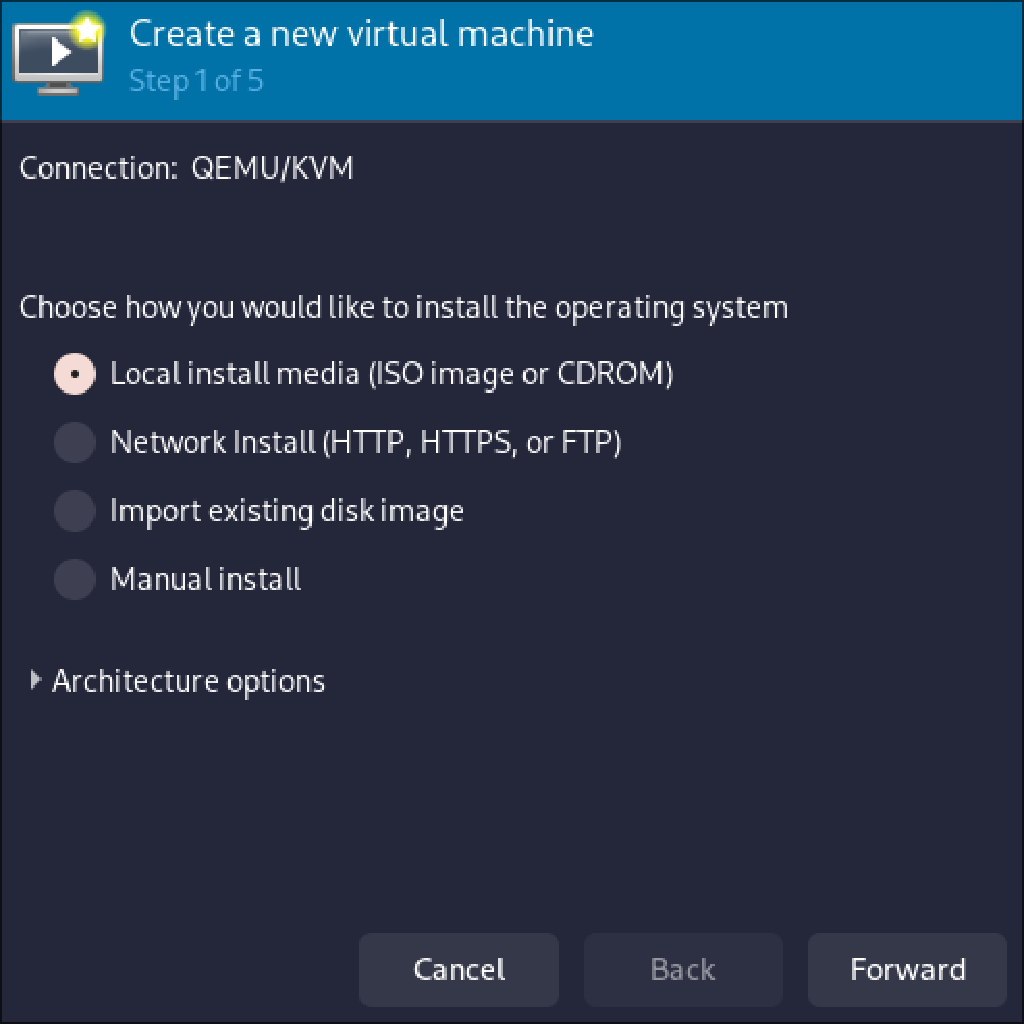 Create a new virtual machine
Step 1 of 5
Connection: QEMU/KVM
Choose how you would like to install the operating system
Local install media (ISO image or CDROM)
Network Install (HTTP, HTTPS, or FTP)
Import existing disk image
Manual install
Architecture options
Cancel Back Forward